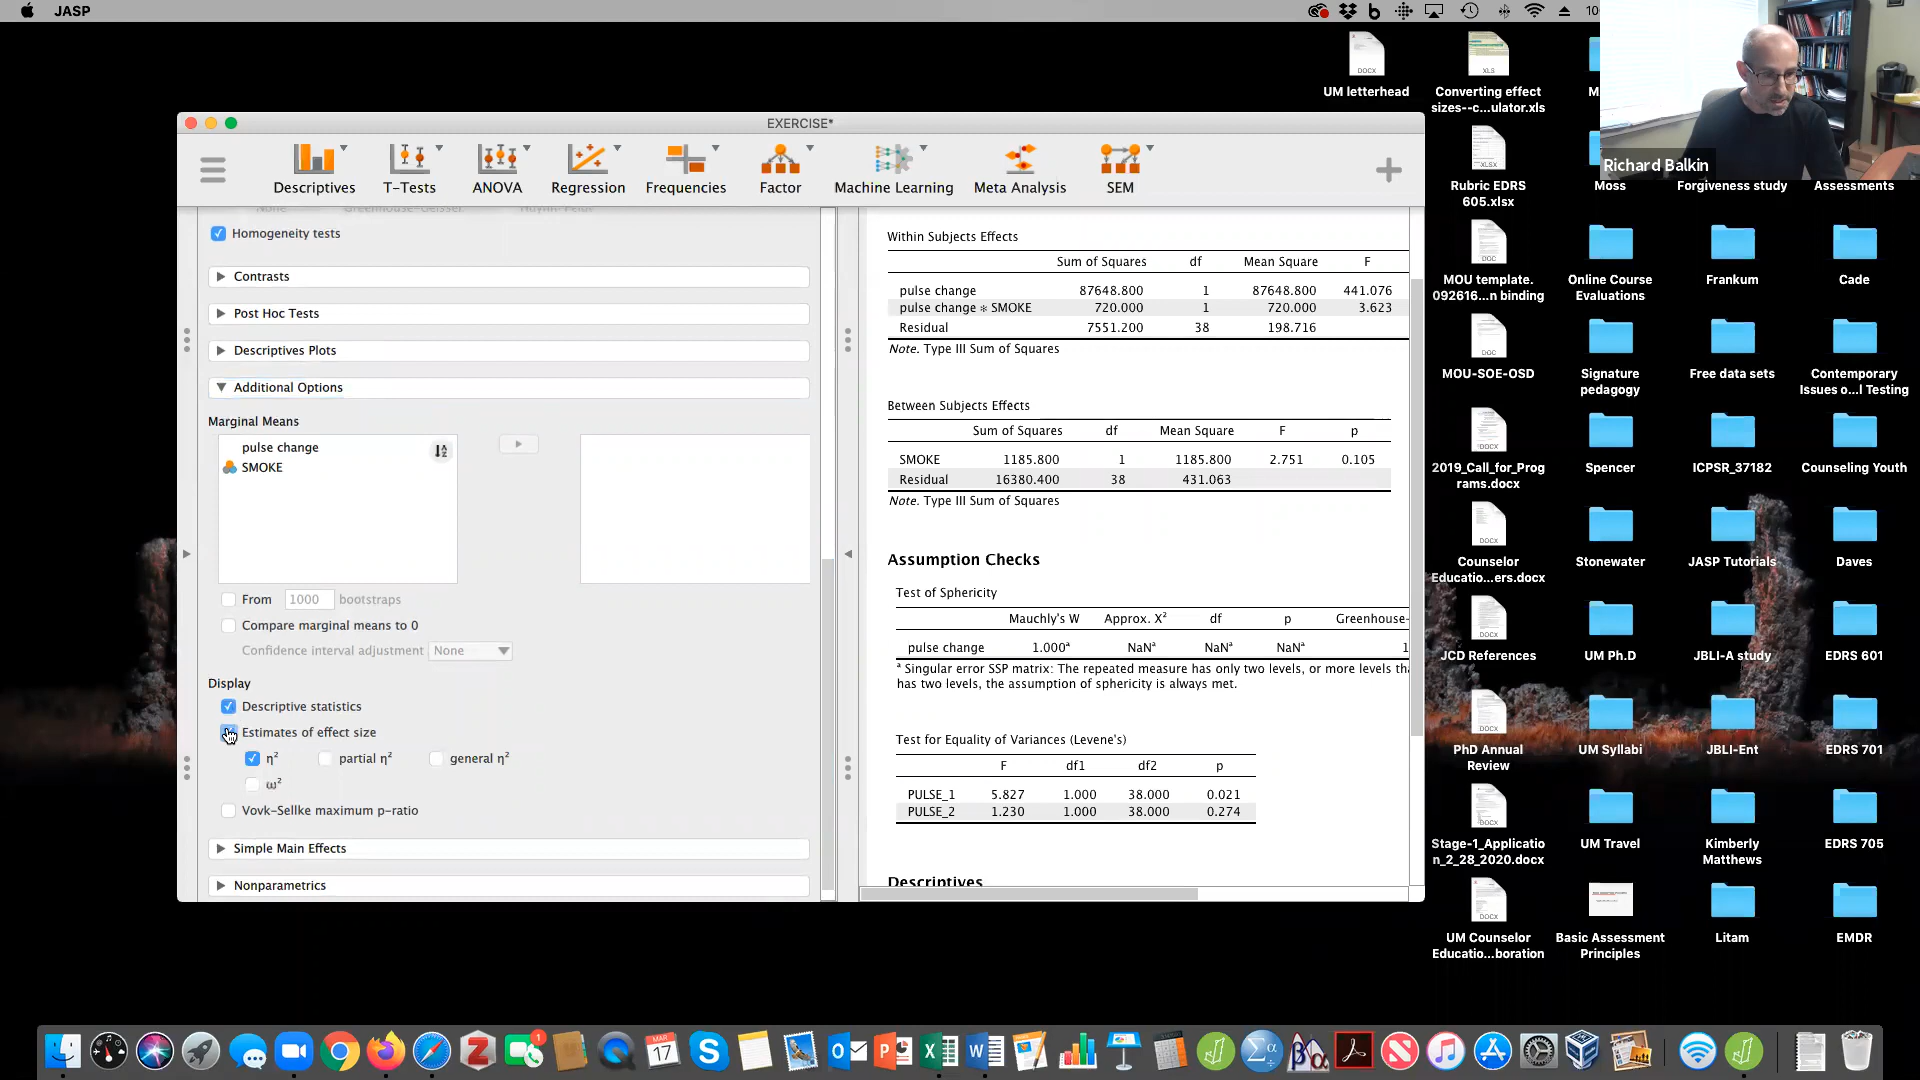 JASP
10
UM letterhead
Converting effect
sizes--c...ulator.xls
Richard Balkin
Rubric EDRS
605.xlsx
Moss
Forgiveness study
Assessments
EXERCISE*
Descriptives
T-Tests
ANOVA
Regression
Frequencies
Factor
Machine Learning
Meta Analysis
SEM
Homogeneity tests
Contrasts
Post Hoc Tests
Descriptives Plots
Additional Options
Marginal Means
pulse change
SMOKE
From 1000 bootstraps
Compare marginal means to 0
Confidence interval adjustment None
Display
Descriptive statistics
Estimates of effect size
η² partial η² general η²
ω²
Vovk-Sellke maximum p-ratio
Simple Main Effects
Nonparametrics
Within Subjects Effects
Sum of Squares df Mean Square F
pulse change 87648.800 1 87648.800 441.076
pulse change * SMOKE 720.000 1 720.000 3.623
Residual 7551.200 38 198.716
Note. Type III Sum of Squares
Between Subjects Effects
Sum of Squares df Mean Square F p
SMOKE 1185.800 1 1185.800 2.751 0.105
Residual 16380.400 38 431.063
Note. Type III Sum of Squares
Assumption Checks
Test of Sphericity
Mauchly's W Approx. X² df p Greenhouse-
pulse change 1.000ᵃ NaNᵃ NaNᵃ NaNᵃ 1
ᵃ Singular error SSP matrix: The repeated measure has only two levels, or more levels tha
has two levels, the assumption of sphericity is always met.
Test for Equality of Variances (Levene's)
F df1 df2 p
PULSE_1 5.827 1.000 38.000 0.021
PULSE_2 1.230 1.000 38.000 0.274
Descriptives
MOU template.
092616...n binding
Online Course
Evaluations
Frankum
Cade
MOU-SOE-OSD
Signature
pedagogy
Free data sets
Contemporary
Issues o...l Testing
2019_Call_for_Prog
rams.docx
Spencer
ICPSR_37182
Counseling Youth
Counselor
Educatio...ers.docx
Stonewater
JASP Tutorials
Daves
JCD References
UM Ph.D
JBLI-A study
EDRS 601
PhD Annual
Review
UM Syllabi
JBLI-Ent
EDRS 701
Stage-1_Applicatio
n_2_28_2020.docx
UM Travel
Kimberly
Matthews
EDRS 705
UM Counselor
Educatio...boration
Basic Assessment
Principles
Litam
EMDR
MAR
17
1